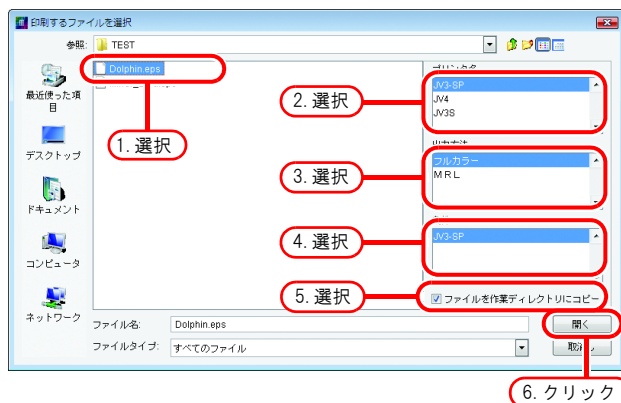 印刷するファイルを選択
参照:
TEST
最近使った項目
デスクトップ
ドキュメント
コンピュータ
ネットワーク
Dolphin.eps
1. 選択
2. 選択
JV3-SP
JV4
JV3S
3. 選択
フルカラー
MRL
4. 選択
JV3-SP
5. 選択
ファイルを作業ディレクトリにコピー
ファイル名:
Dolphin.eps
開く
ファイルタイプ:
すべてのファイル
6. クリック